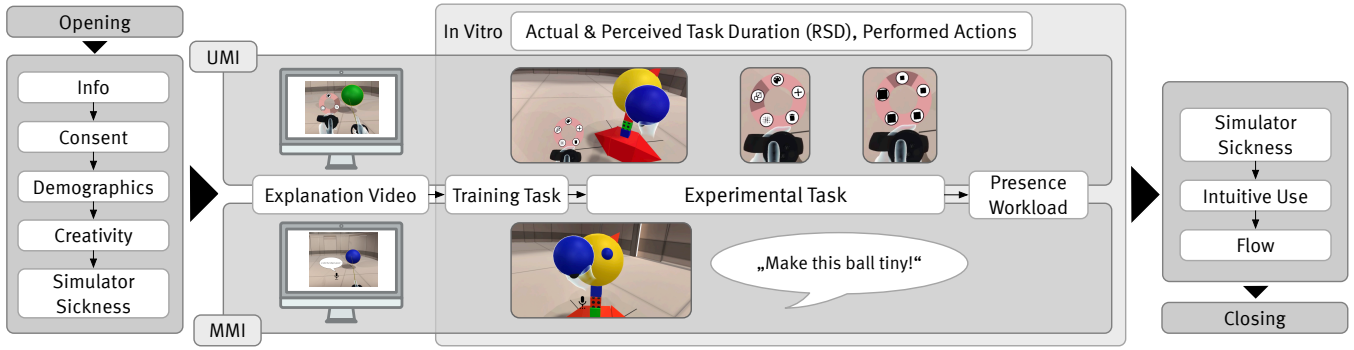 Opening
Info
Consent
Demographics
Creativity
Simulator
Sickness
In Vitro
Actual & Perceived Task Duration (RSD), Performed Actions
UMI
Explanation Video
Training Task
Experimental Task
Presence
Workload
„Make this ball tiny!“
MMI
Simulator
Sickness
Intuitive Use
Flow
Closing